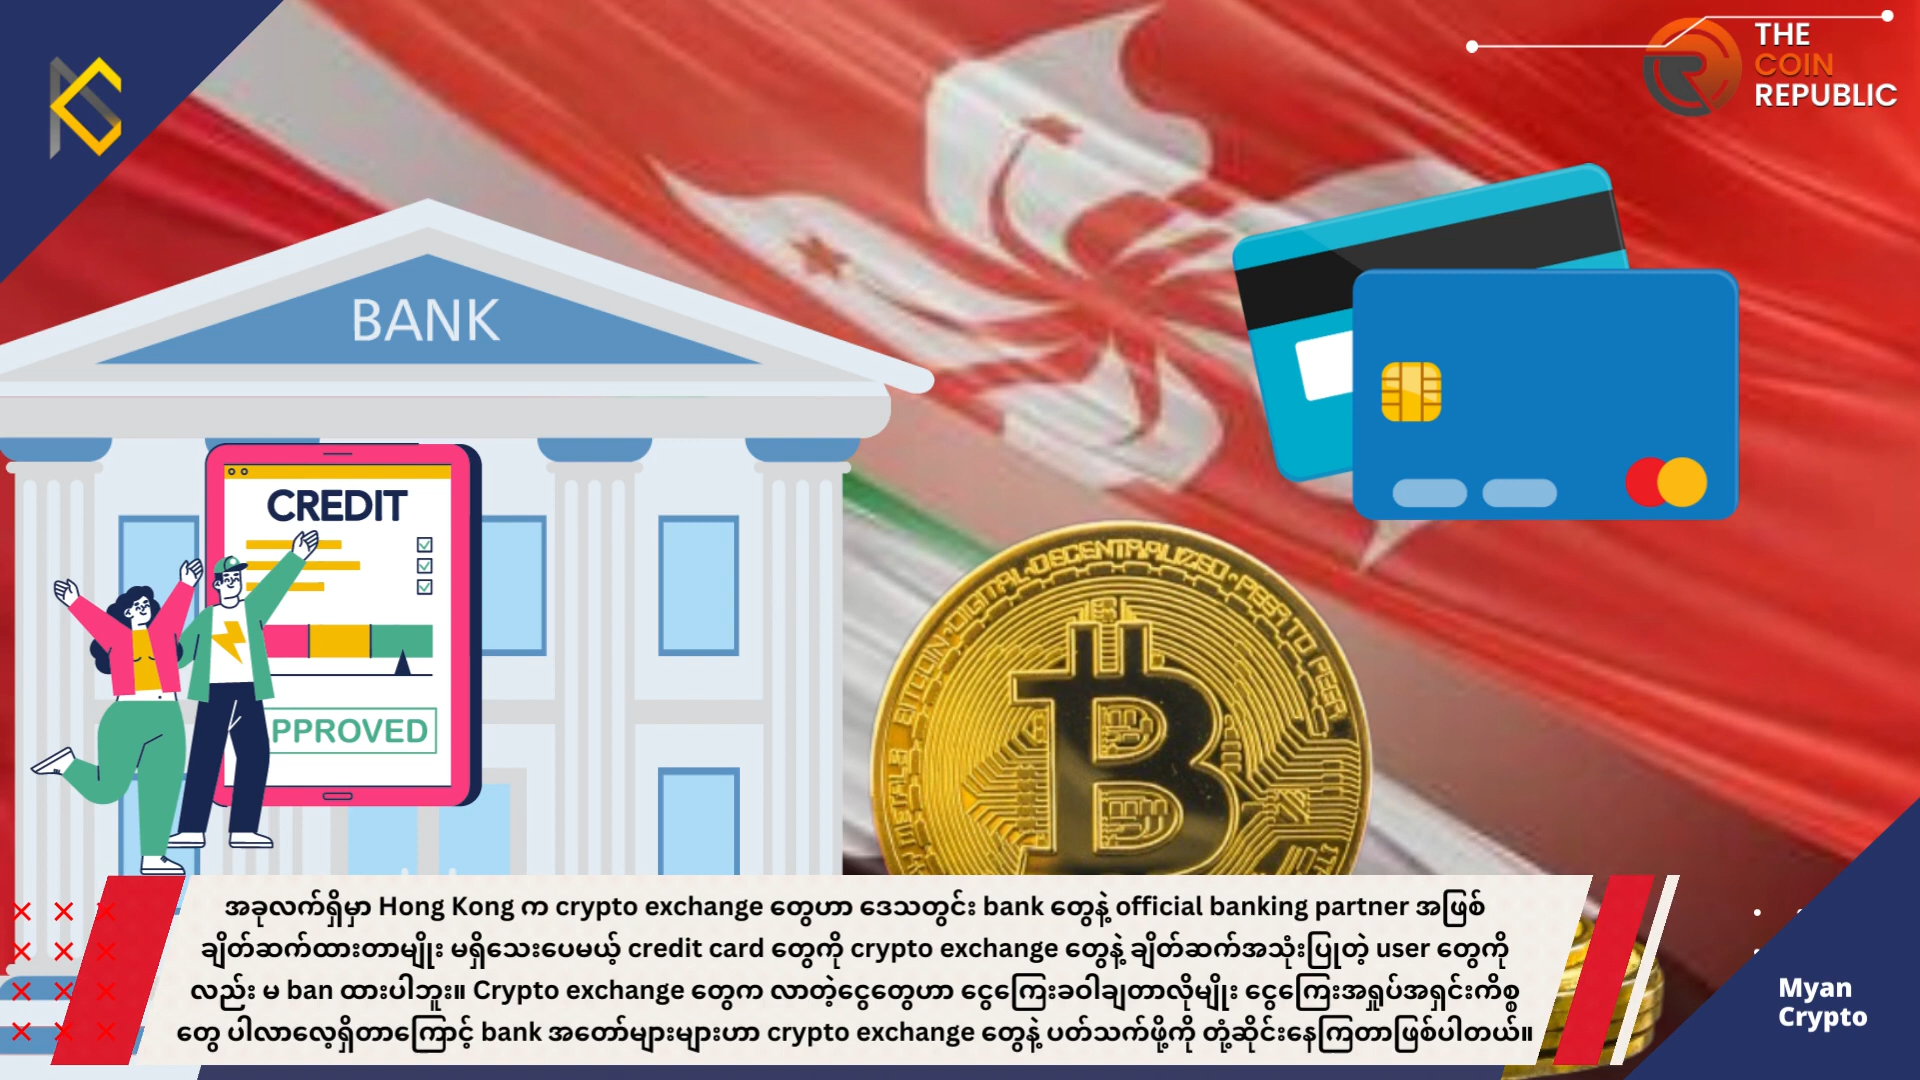 THE
COIN
REPUBLIC
BANK
CREDIT
PPROVED
BITCOIN·DIGITAL·DECENTRALIZED·PEER TO PEER
အခုလက်ရှိမှာ Hong Kong က crypto exchange တွေဟာ ဒေသတွင်း bank တွေနဲ့ official banking partner အဖြစ်
ချိတ်ဆက်ထားတာမျိုး မရှိသေးပေမယ့် credit card တွေကို crypto exchange တွေနဲ့ ချိတ်ဆက်အသုံးပြုတဲ့ user တွေကို
လည်း မ ban ထားပါဘူး။ Crypto exchange တွေက လာတဲ့ငွေတွေဟာ ငွေကြေးခဝါချတာလိုမျိုး ငွေကြေးအရှုပ်အရှင်းကိစ္စ
တွေ ပါလာလေ့ရှိတာကြောင့် bank အတော်များများဟာ crypto exchange တွေနဲ့ ပတ်သက်ဖို့ကို တုံ့ဆိုင်းနေကြတာဖြစ်ပါတယ်။
Myan
Crypto